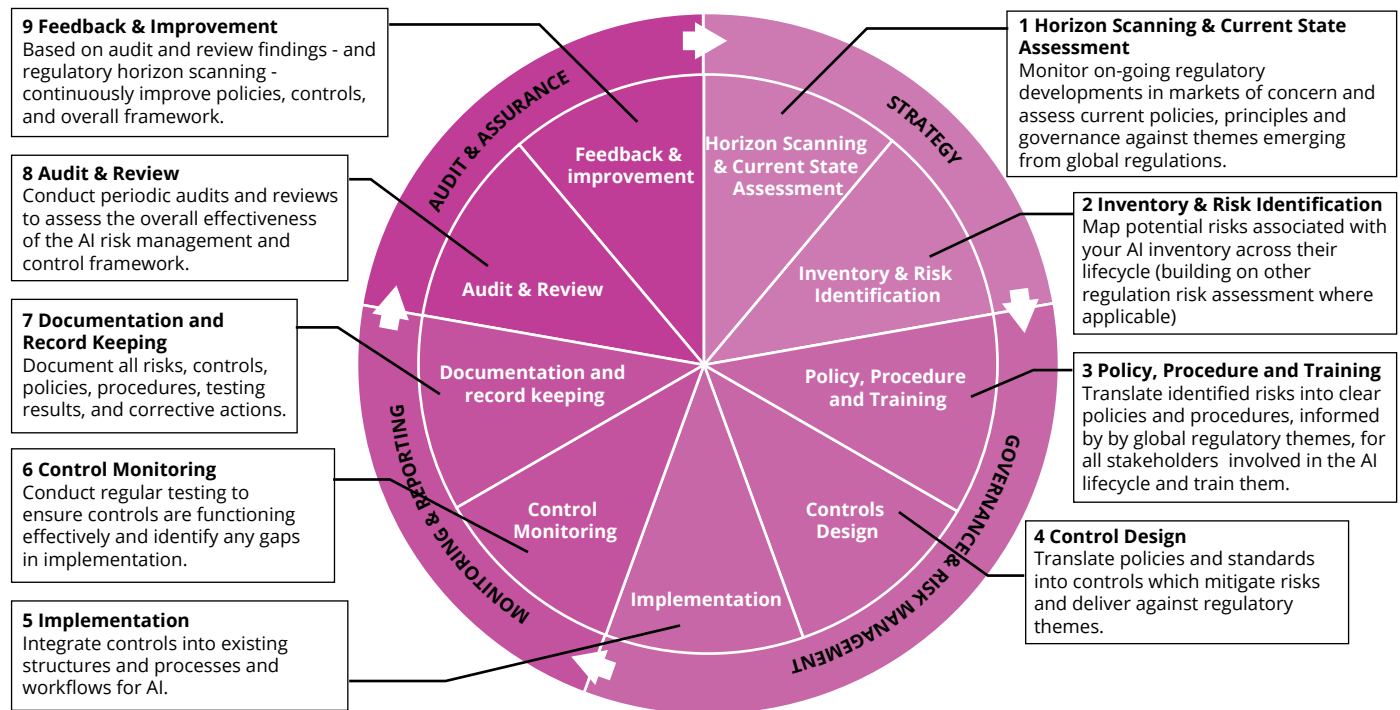 9 Feedback & Improvement
Based on audit and review findings - and
regulatory horizon scanning -
continuously improve policies, controls,
and overall framework.
8 Audit & Review
Conduct periodic audits and reviews
to assess the overall effectiveness
of the AI risk management and
control framework.
7 Documentation and
Record Keeping
Document all risks, controls,
policies, procedures, testing
results, and corrective actions.
6 Control Monitoring
Conduct regular testing to
ensure controls are functioning
effectively and identify any gaps
in implementation.
5 Implementation
Integrate controls into existing
structures and processes and
workflows for AI.
AUDIT & ASSURANCE
STRATEGY
GOVERNANCE & RISK MANAGEMENT
MONITORING & REPORTING
Feedback &
improvement
Horizon Scanning
& Current State
Assessment
Audit & Review
Inventory & Risk
Identification
Documentation and
record keeping
Policy, Procedure
and Training
Control
Monitoring
Controls
Design
Implementation
1 Horizon Scanning & Current State
Assessment
Monitor on-going regulatory
developments in markets of concern and
assess current policies, principles and
governance against themes emerging
from global regulations.
2 Inventory & Risk Identification
Map potential risks associated with
your AI inventory across their
lifecycle (building on other
regulation risk assessment where
applicable)
3 Policy, Procedure and Training
Translate identified risks into clear
policies and procedures, informed
by by global regulatory themes, for
all stakeholders involved in the AI
lifecycle and train them.
4 Control Design
Translate policies and standards
into controls which mitigate risks
and deliver against regulatory
themes.